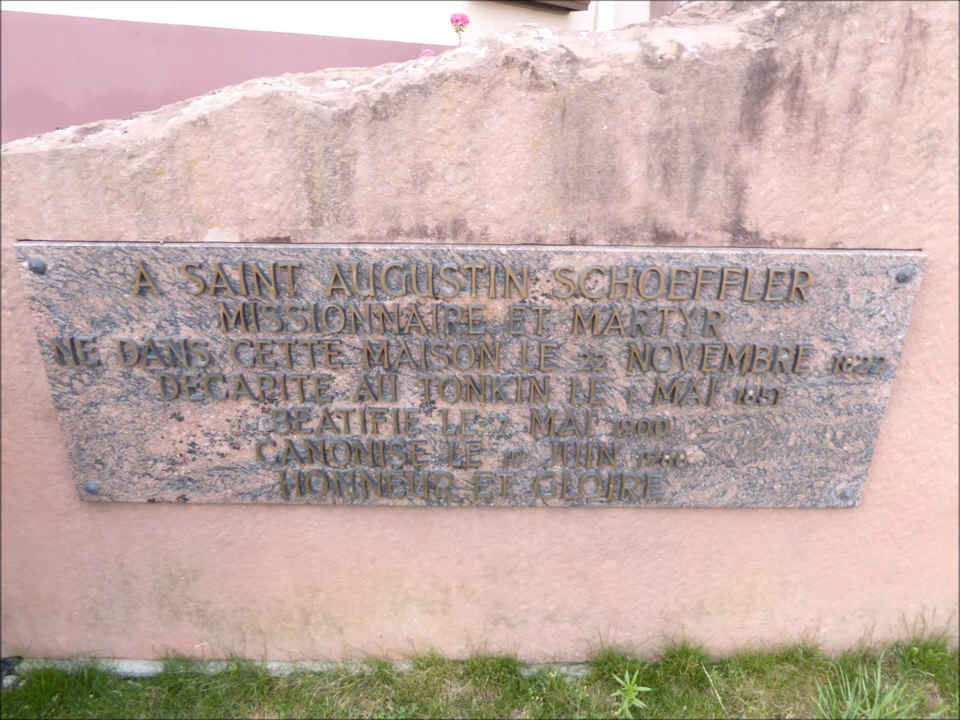 A SAINT AUGUSTIN SCHOEFFLER
MISSIONNAIRE ET MARTYR
NE DANS CETTE MAISON LE 22 NOVEMBRE 1822
DECAPITE AU TONKIN LE 1 MAI 1851
BEATIFIE LE 7 MAI 1900
CANONISE LE 19 JUIN 1988
HONNEUR ET GLOIRE